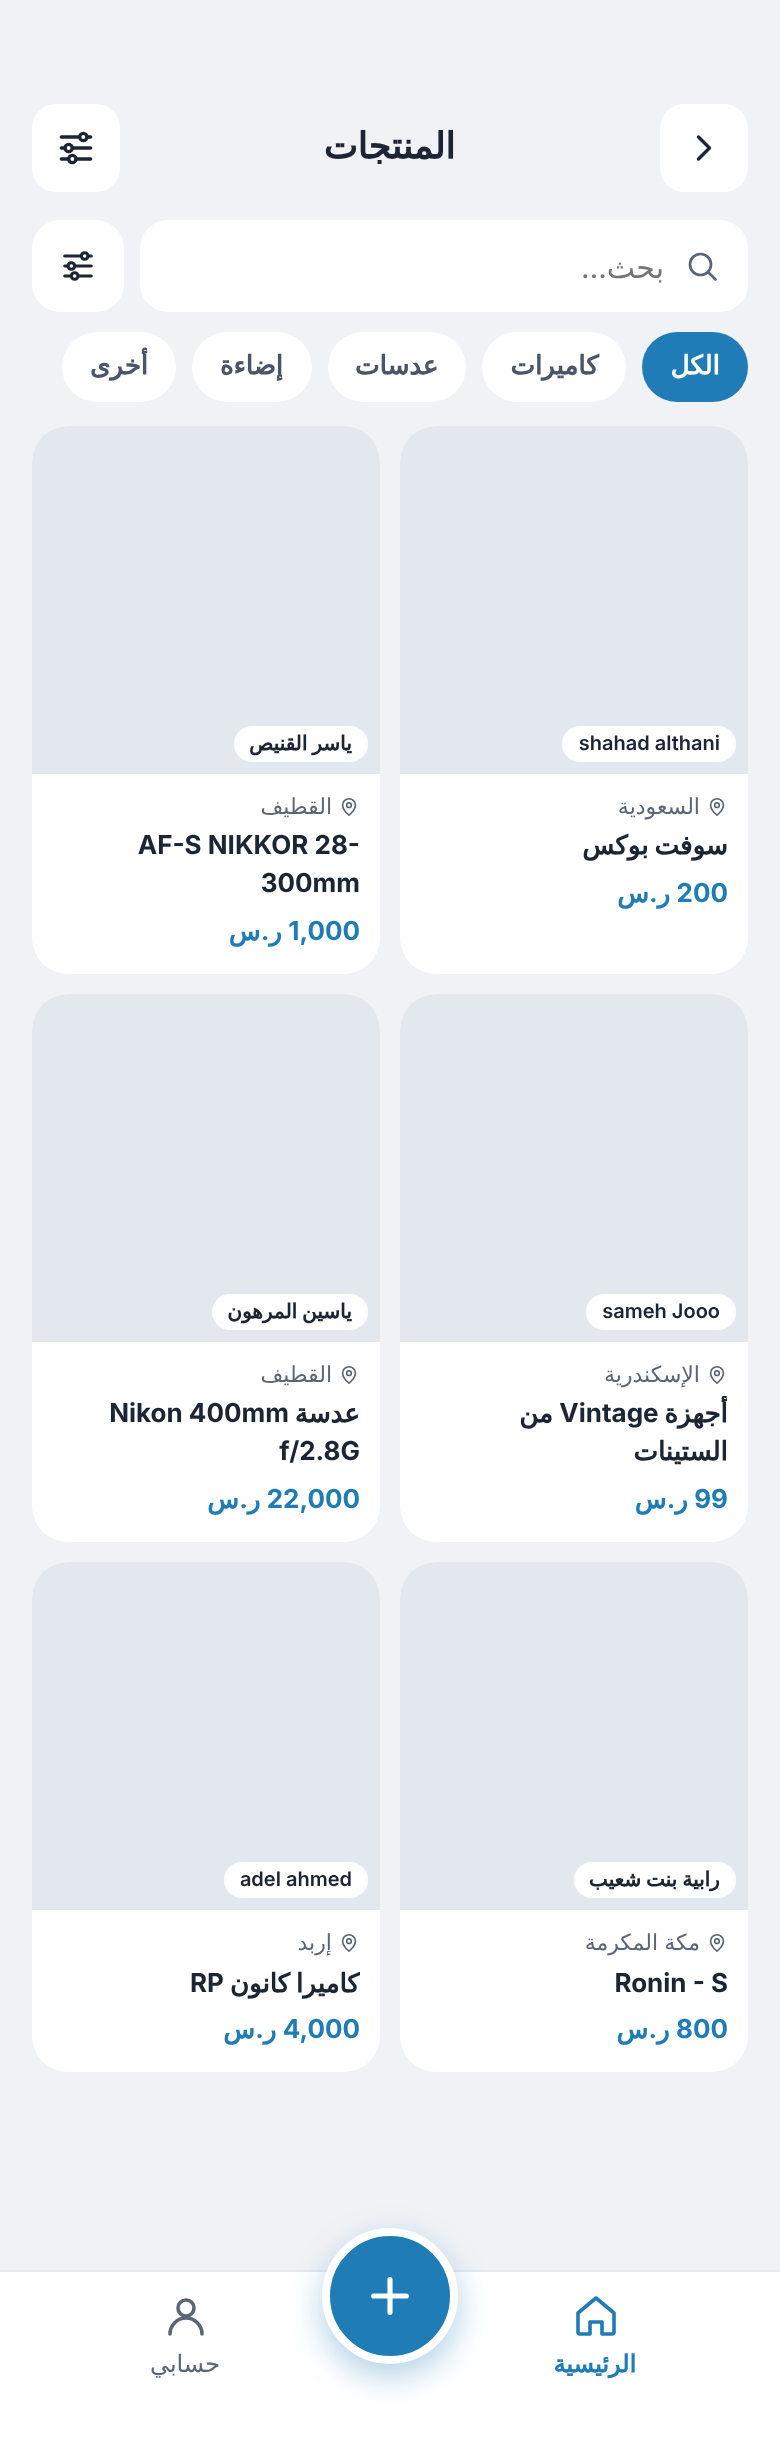 المنتجات
بحث...
الكل
كاميرات
عدسات
إضاءة
أخرى
shahad althani
السعودية
سوفت بوكس
200 ر.س
ياسر القنيص
القطيف
AF-S NIKKOR 28-
300mm
1,000 ر.س
sameh Jooo
الإسكندرية
أجهزة Vintage من
الستينات
99 ر.س
ياسين المرهون
القطيف
عدسة Nikon 400mm
f/2.8G
22,000 ر.س
رابية بنت شعيب
مكة المكرمة
Ronin - S
800 ر.س
adel ahmed
إربد
كاميرا كانون RP
4,000 ر.س
الرئيسية
حسابي